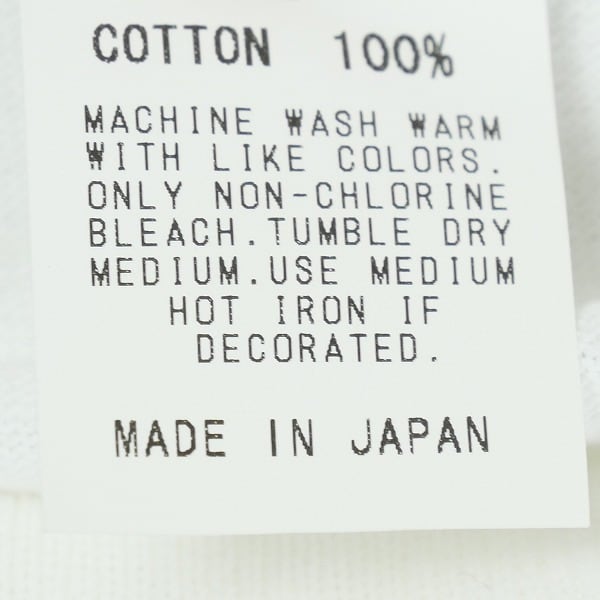 COTTON 100%
MACHINE WASH WARM
WITH LIKE COLORS.
ONLY NON-CHLORINE
BLEACH.TUMBLE DRY
MEDIUM.USE MEDIUM
HOT IRON IF
DECORATED.
MADE IN JAPAN